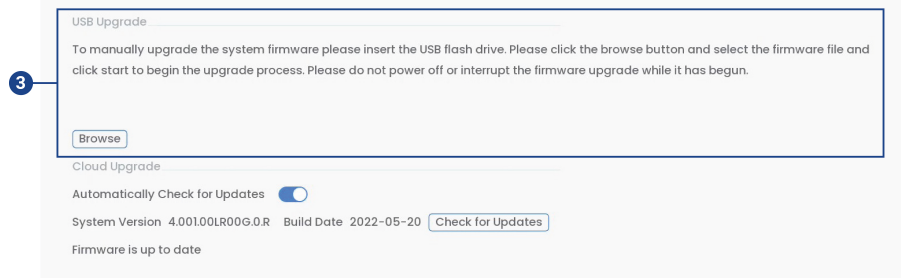 USB Upgrade
To manually upgrade the system firmware please insert the USB flash drive. Please click the browse button and select the firmware file and
click start to begin the upgrade process. Please do not power off or interrupt the firmware upgrade while it has begun.
3
Browse
Cloud Upgrade
Automatically Check for Updates
System Version 4.001.00LR00G.0.R Build Date 2022-05-20 Check for Updates
Firmware is up to date